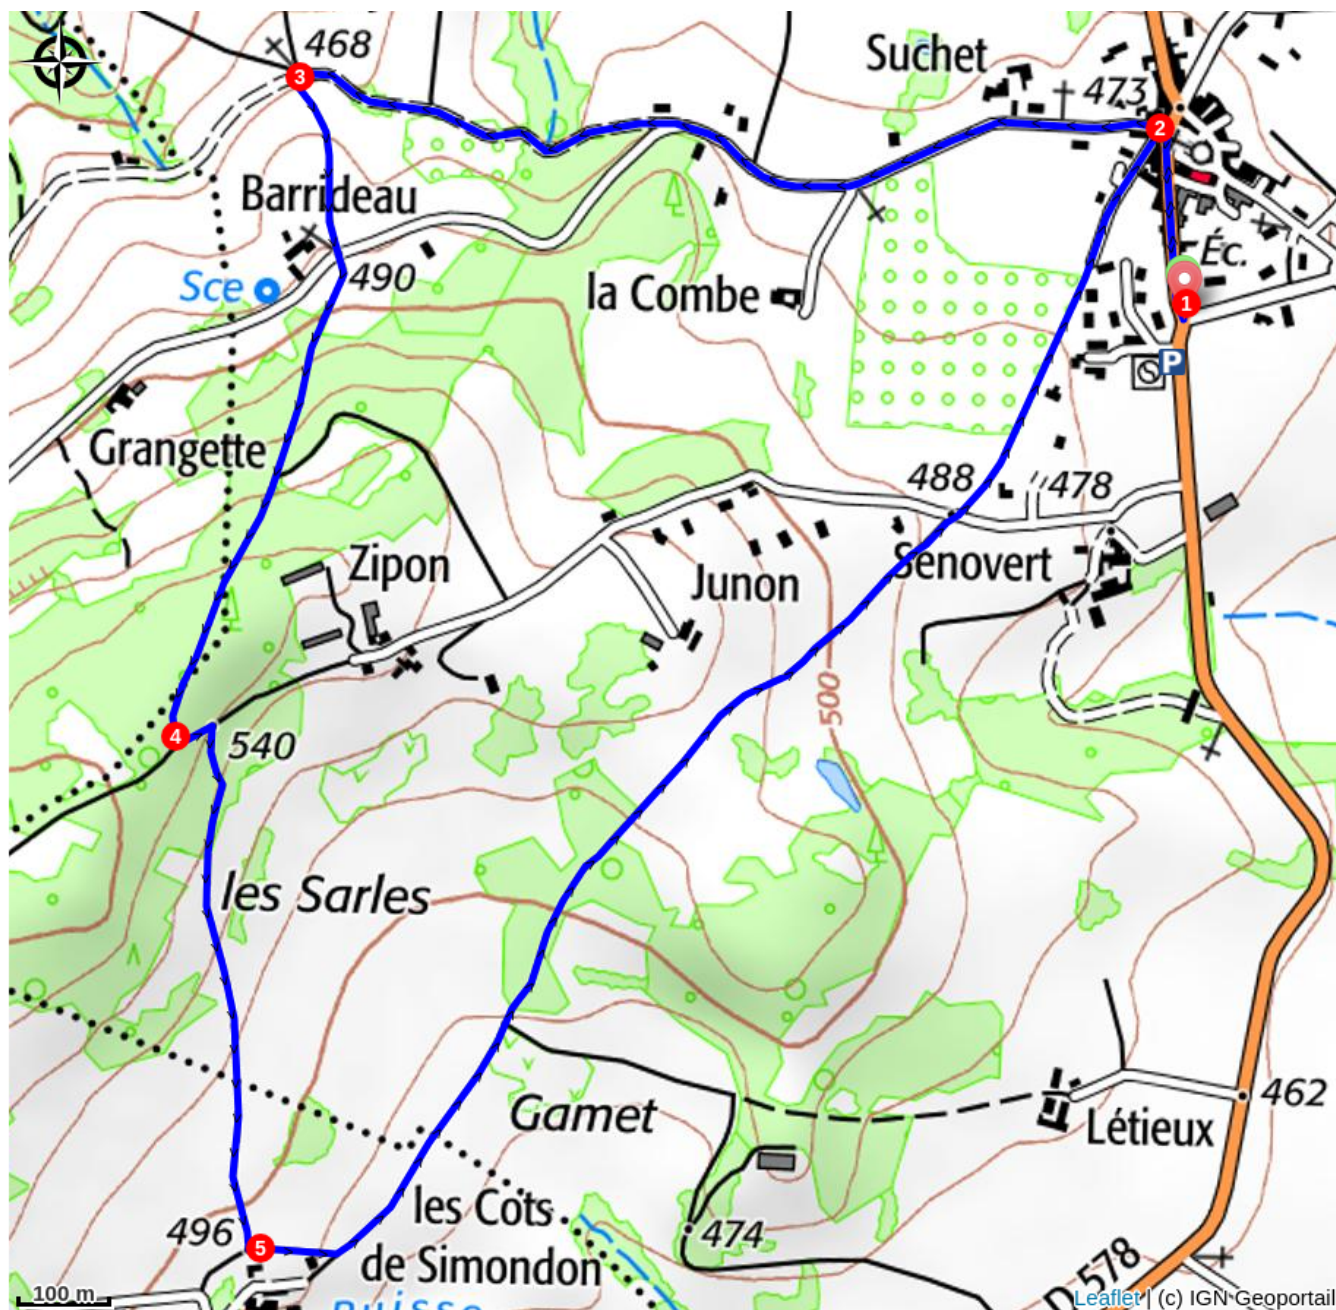 468
3
Suchet
473
2
Barrideau
Sce
490
la Combe
Éc.
1
P
Grangette
488
478
Zipon
Junon
Senovert
500
4
540
les Sarles
Gamet
462
Létieux
les Cots
de Simondon
496
5
474
D 578
100 m
Leaflet | (c) IGN Geoportail